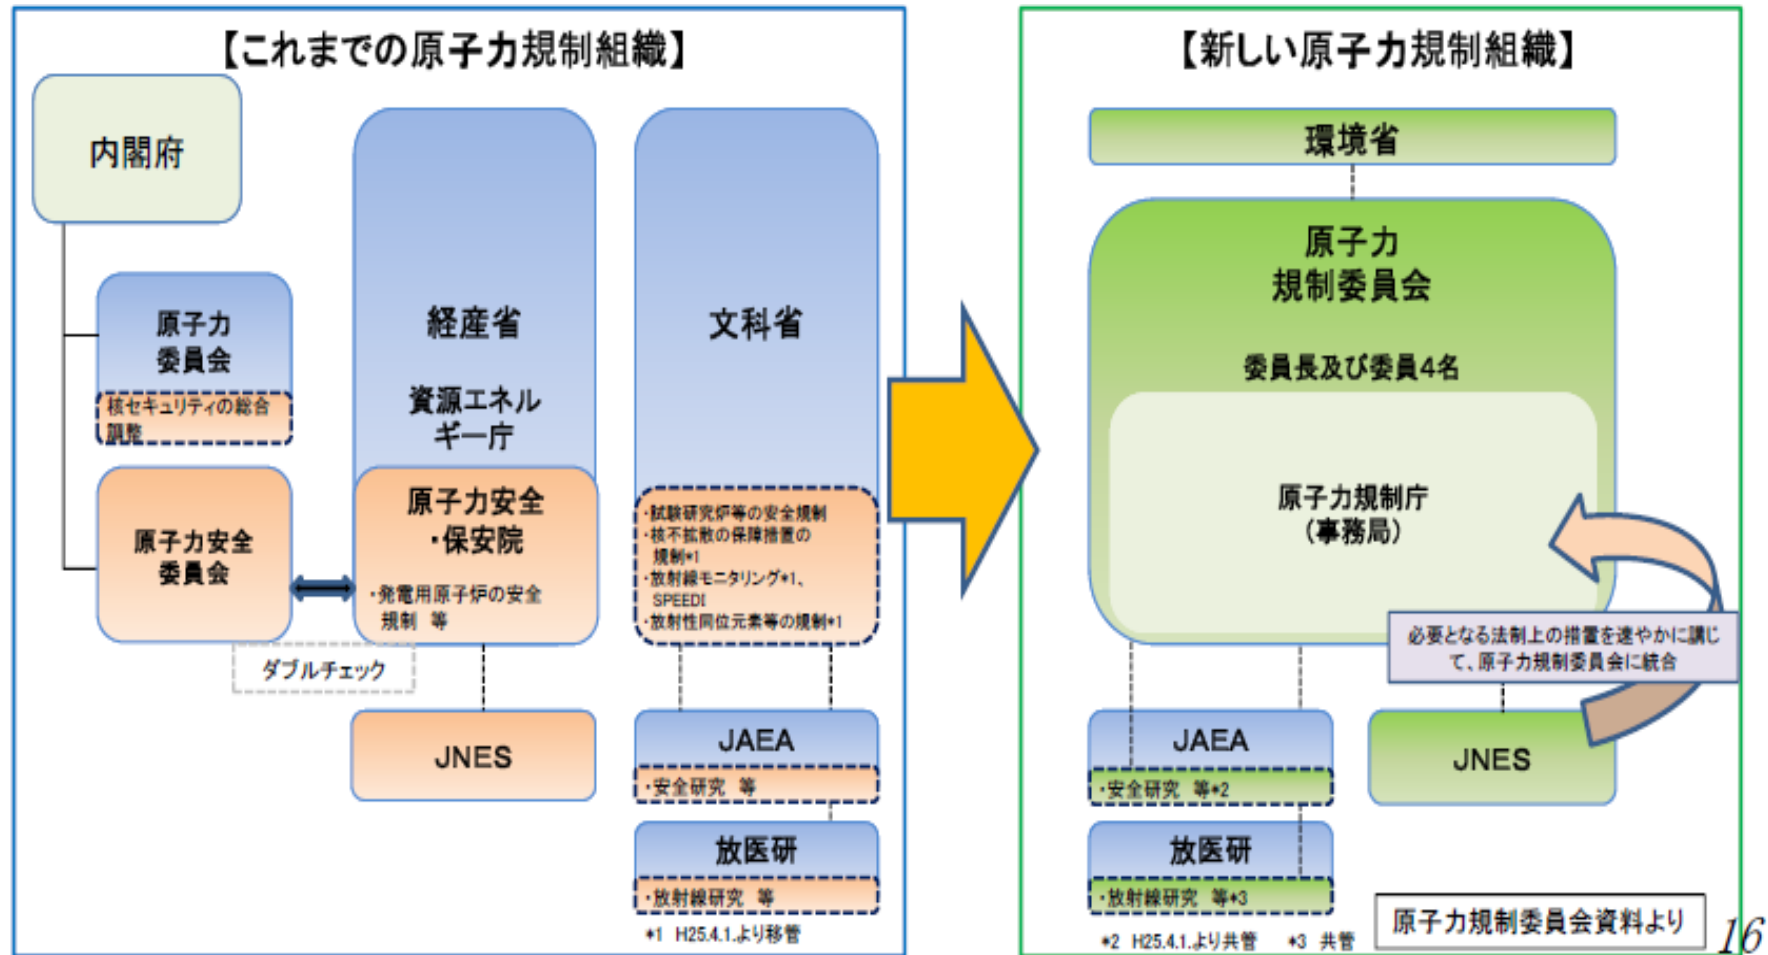 【これまでの原子力規制組織】
内閣府
原子力
委員会
核セキュリティの総合
調整
原子力安全
委員会
経産省
資源エネル
ギー庁
原子力安全
・保安院
・発電用原子炉の安全
規制 等
ダブルチェック
JNES
文科省
・試験研究炉等の安全規制
・核不拡散の保障措置の
規制*1
・放射線モニタリング*1、
SPEEDI
・放射性同位元素等の規制*1
JAEA
・安全研究 等
放医研
・放射線研究 等
*1 H25.4.1.より移管
【新しい原子力規制組織】
環境省
原子力
規制委員会
委員長及び委員4名
原子力規制庁
(事務局)
必要となる法制上の措置を速やかに講じ
て、原子力規制委員会に統合
JAEA
・安全研究 等*2
JNES
放医研
・放射線研究 等*3
*2 H25.4.1.より共管 *3 共管
原子力規制委員会資料より
16